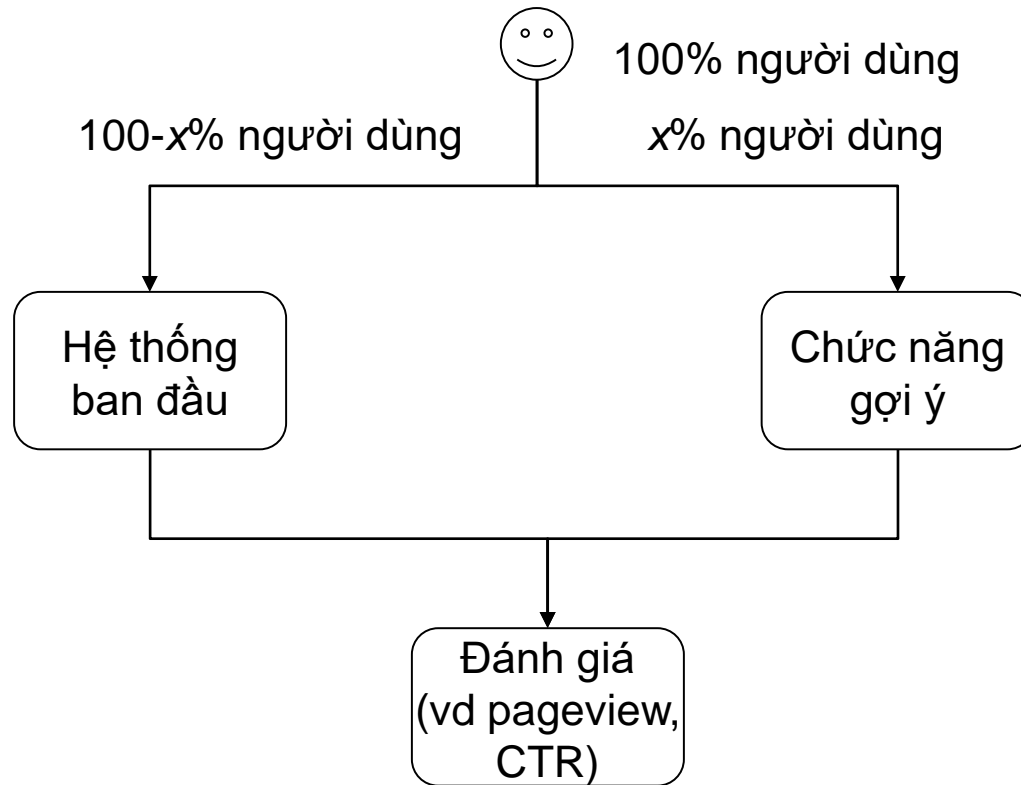 100% người dùng
100-x% người dùng
x% người dùng
Hệ thống
ban đầu
Chức năng
gợi ý
Đánh giá
(vd pageview,
CTR)